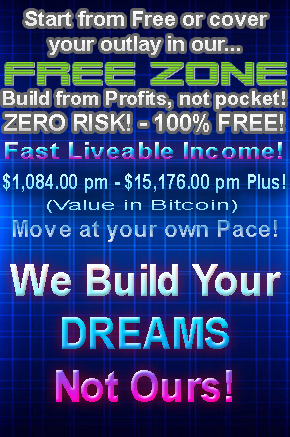 Start from Free or cover
your outlay in our...
FREE ZONE
Build from Profits, not pocket!
ZERO RISK! - 100% FREE!
Fast Liveable Income!
$1,084.00 pm - $15,176.00 pm Plus!
(Value in Bitcoin)
Move at your own Pace!
We Build Your
DREAMS
Not Ours!